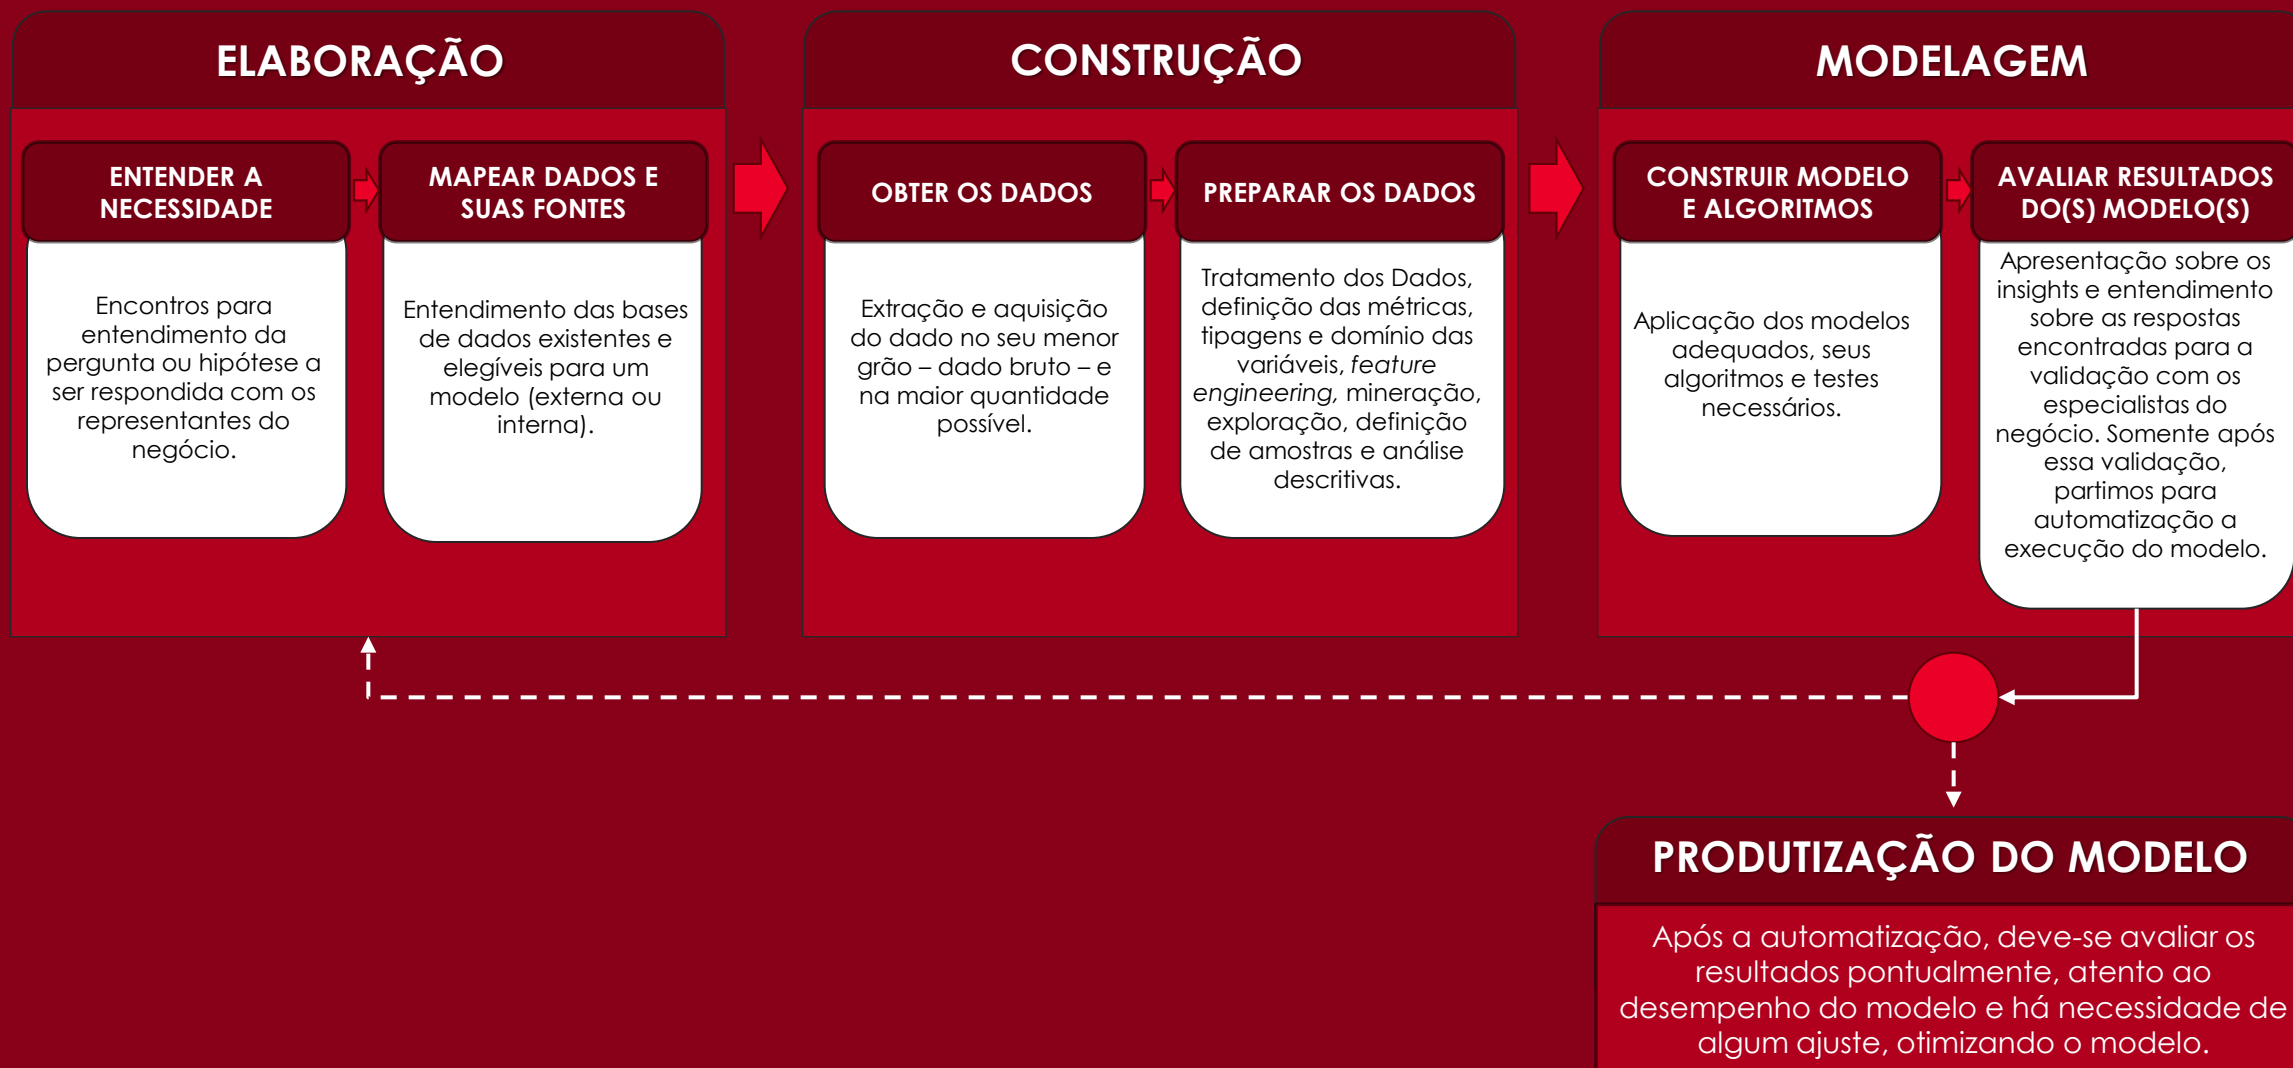 ELABORAÇÃO
ENTENDER A
NECESSIDADE
Encontros para
entendimento da
pergunta ou hipótese a
ser respondida com os
representantes do
negócio.
MAPEAR DADOS E
SUAS FONTES
Entendimento das bases
de dados existentes e
elegíveis para um
modelo (externa ou
interna).
CONSTRUÇÃO
OBTER OS DADOS
Extração e aquisição
do dado no seu menor
grão – dado bruto – e
na maior quantidade
possível.
PREPARAR OS DADOS
Tratamento dos Dados,
definição das métricas,
tipagens e domínio das
variáveis, feature
engineering, mineração,
exploração, definição
de amostras e análise
descritivas.
MODELAGEM
CONSTRUIR MODELO
E ALGORITMOS
Aplicação dos modelos
adequados, seus
algoritmos e testes
necessários.
AVALIAR RESULTADOS
DO(S) MODELO(S)
Apresentação sobre os
insights e entendimento
sobre as respostas
encontradas para a
validação com os
especialistas do
negócio. Somente após
essa validação,
partimos para
automatização a
execução do modelo.
PRODUTIZAÇÃO DO MODELO
Após a automatização, deve-se avaliar os
resultados pontualmente, atento ao
desempenho do modelo e há necessidade de
algum ajuste, otimizando o modelo.